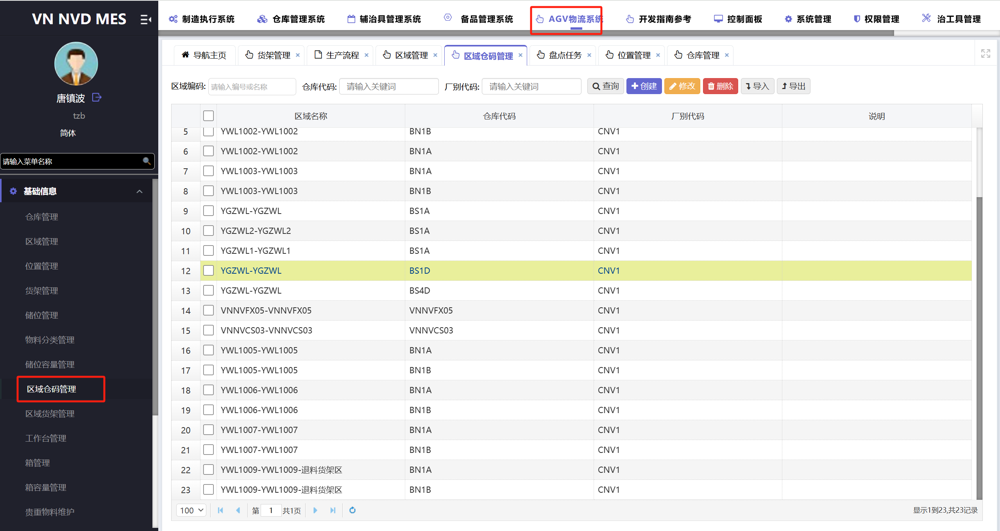 VN NVD MES
制造执行系统 仓库管理系统 辅治具管理系统 备品管理系统 AGV物流系统 开发指南参考 控制面板 系统管理 权限管理 治工具管理
唐镇波
tzb
简体
请输入菜单名称
基础信息
仓库管理
区域管理
位置管理
货架管理
储位管理
物料分类管理
储位容量管理
区域仓码管理
区域货架管理
工作台管理
箱管理
箱容量管理
贵重物料维护
导航主页 货架管理 × 生产流程 × 区域管理 × 区域仓码管理 × 盘点任务 × 位置管理 × 仓库管理 ×
区域编码: 请输入编号或名称 仓库代码: 请输入关键词 厂别代码: 请输入关键词 查询 创建 修改 删除 导入 导出
区域名称 仓库代码 厂别代码 说明
5 YWL1002-YWL1002 BN1B CNV1
6 YWL1002-YWL1002 BN1A CNV1
7 YWL1003-YWL1003 BN1A CNV1
8 YWL1003-YWL1003 BN1B CNV1
9 YGZWL-YGZWL BS1A CNV1
10 YGZWL2-YGZWL2 BS1A CNV1
11 YGZWL1-YGZWL1 BS1A CNV1
12 YGZWL-YGZWL BS1D CNV1
13 YGZWL-YGZWL BS4D CNV1
14 VNNVFX05-VNNVFX05 VNNVFX05 CNV1
15 VNNVCS03-VNNVCS03 VNNVCS03 CNV1
16 YWL1005-YWL1005 BN1A CNV1
17 YWL1005-YWL1005 BN1B CNV1
18 YWL1006-YWL1006 BN1A CNV1
19 YWL1006-YWL1006 BN1B CNV1
20 YWL1007-YWL1007 BN1A CNV1
21 YWL1007-YWL1007 BN1B CNV1
22 YWL1009-YWL1009-退料货架区 BN1A CNV1
23 YWL1009-YWL1009-退料货架区 BN1B CNV1
100 第 1 共1页 显示1到23,共23记录